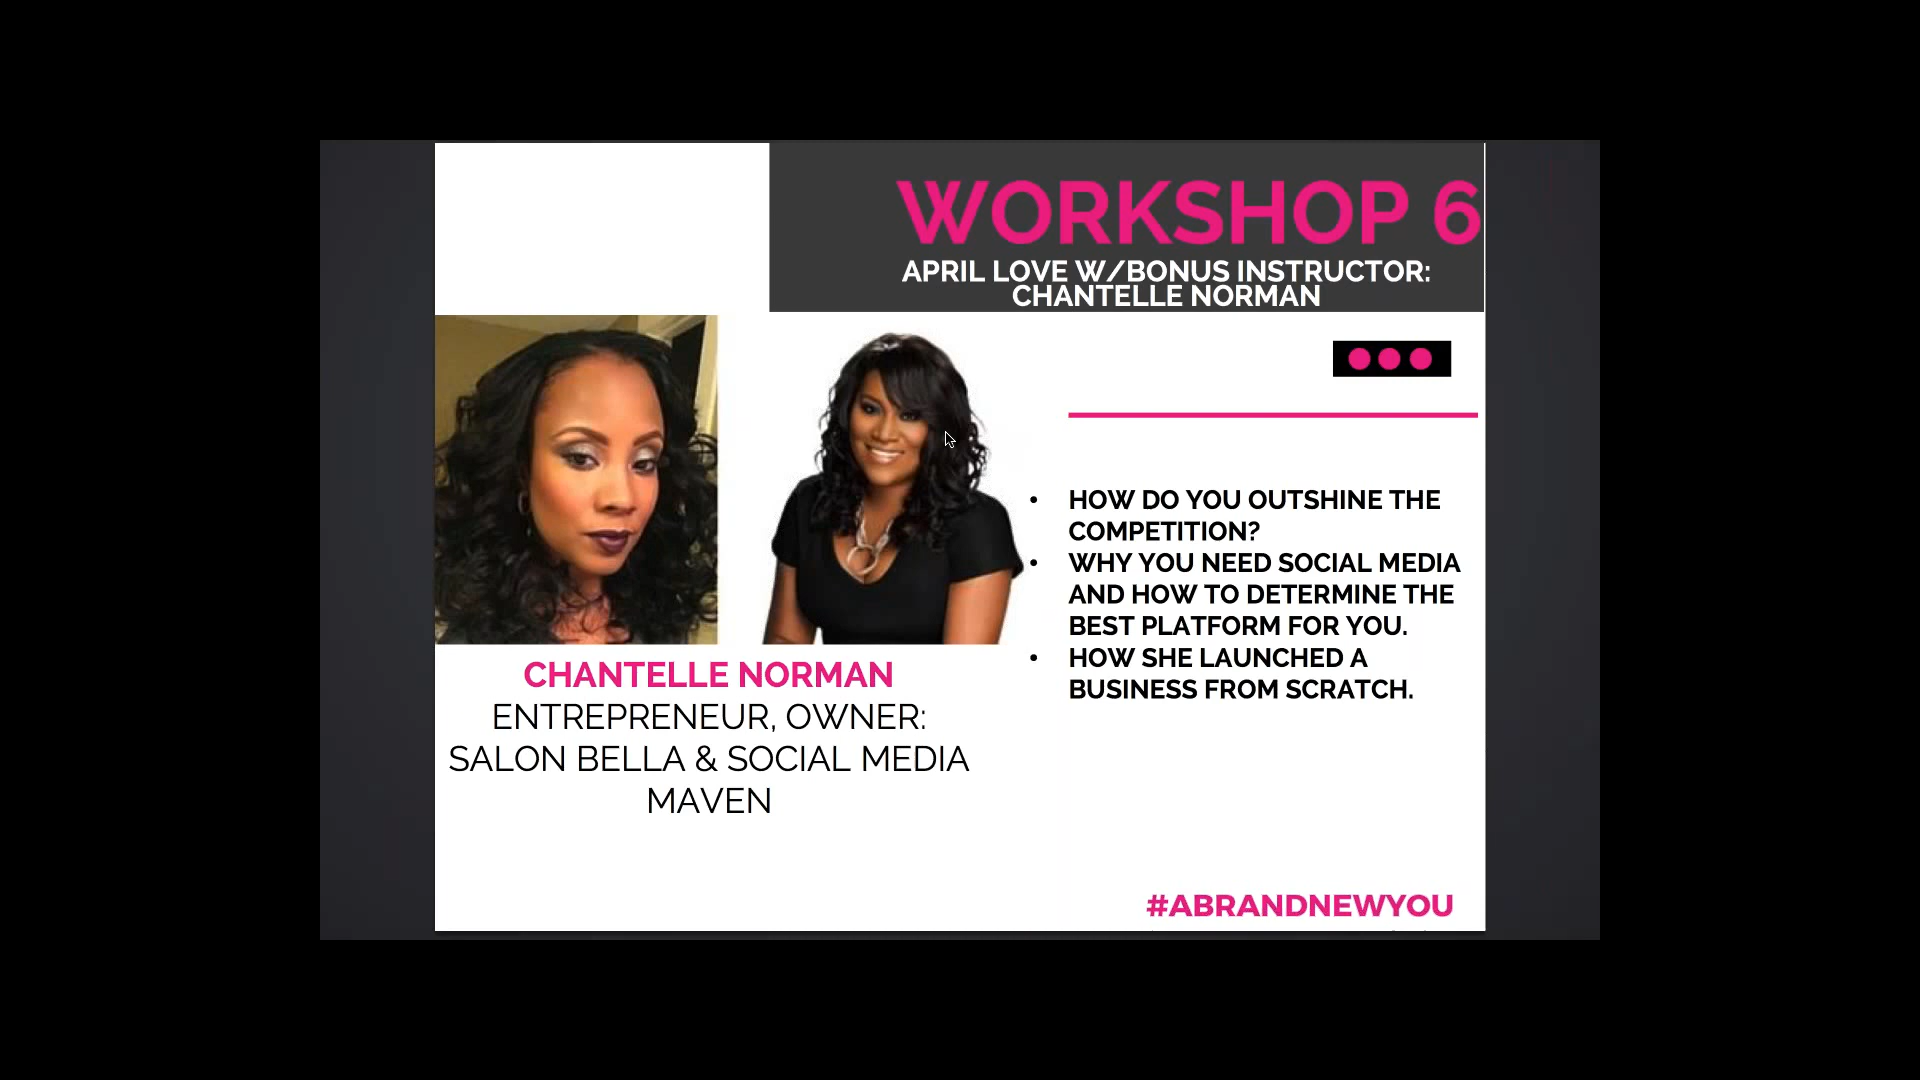 WORKSHOP 6
APRIL LOVE W/BONUS INSTRUCTOR:
CHANTELLE NORMAN
CHANTELLE NORMAN
ENTREPRENEUR, OWNER:
SALON BELLA & SOCIAL MEDIA
MAVEN
• HOW DO YOU OUTSHINE THE
COMPETITION?
• WHY YOU NEED SOCIAL MEDIA
AND HOW TO DETERMINE THE
BEST PLATFORM FOR YOU.
• HOW SHE LAUNCHED A
BUSINESS FROM SCRATCH.
#ABRANDNEWYOU